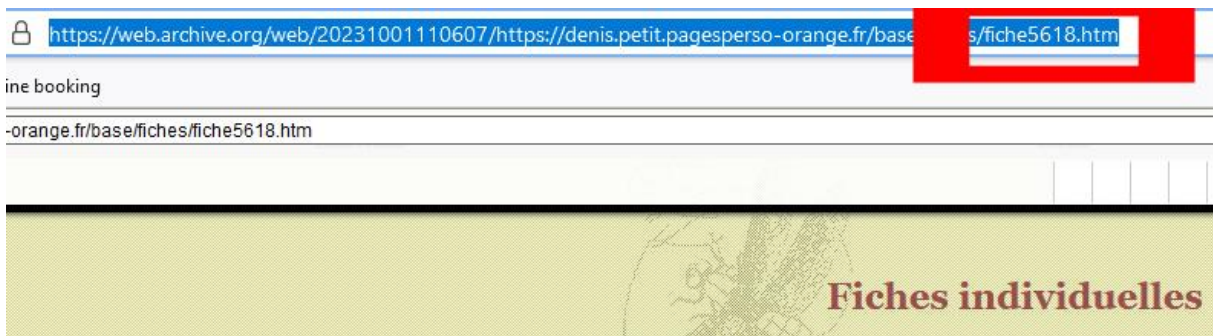 https://web.archive.org/web/20231001110607/https://denis.petit.pagesperso-orange.fr/base s/fiche5618.htm
ine booking
-orange.fr/base/fiches/fiche5618.htm
Fiches individuelles